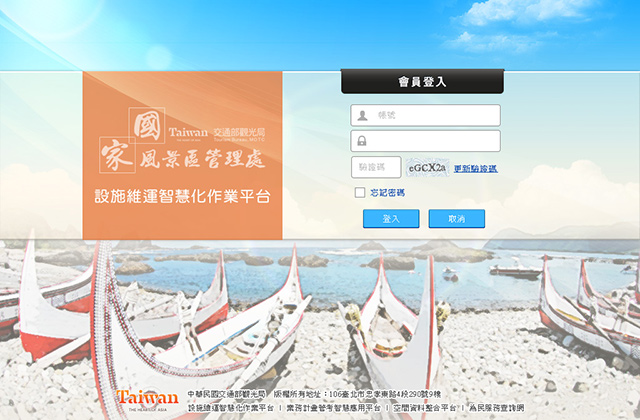 會員登入
國家
Taiwan 交通部觀光局
風景區管理處
設施維運智慧化作業平台
帳號
驗證碼
eGCX2a
更新驗證碼
忘記密碼
登入
取消
Taiwan
THE HEART OF ASIA
中華民國交通部觀光局 版權所有地址：106臺北市忠孝東路4段290號9樓
設施維運智慧化作業平台 | 業務計畫管考智慧應用平台 | 空間資料整合平台 | 為民服務查詢網